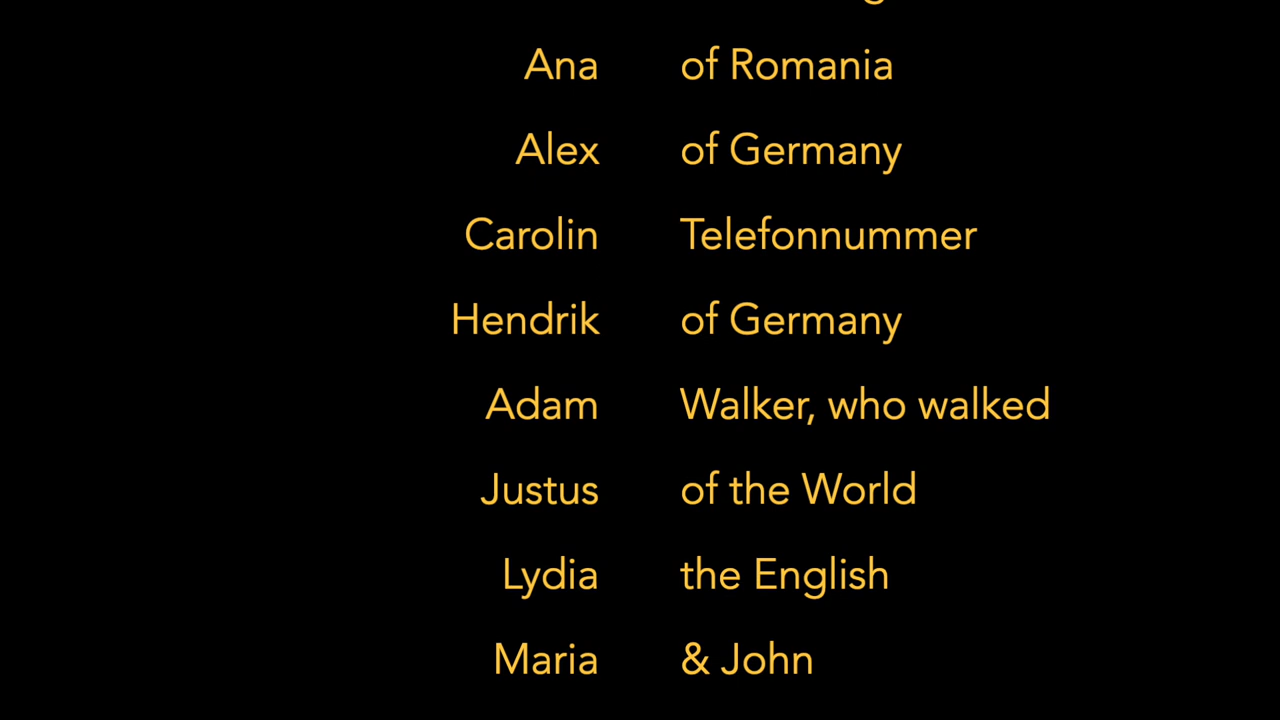 Ana of Romania
Alex of Germany
Carolin Telefonnummer
Hendrik of Germany
Adam Walker, who walked
Justus of the World
Lydia the English
Maria & John